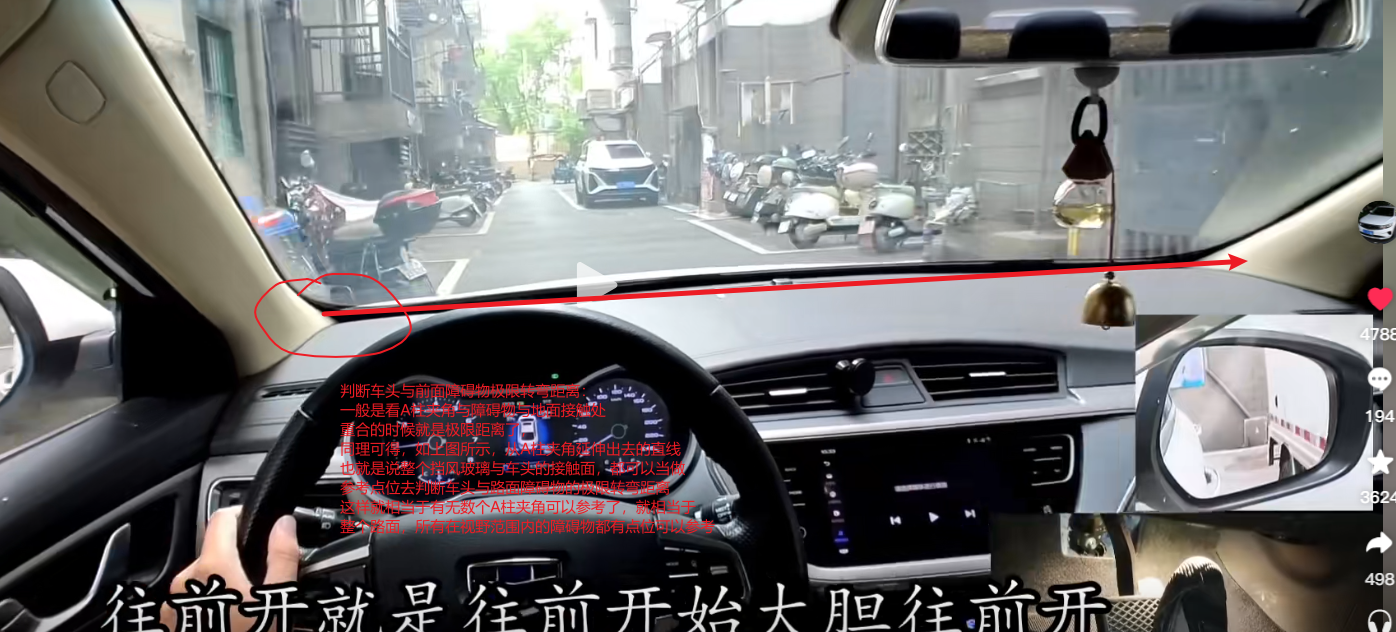 4788
194
3624
498
判断车头与前面障碍物极限转弯距离:
一般是看A柱夹角与障碍物与地面接触处
重合的时候就是极限距离了
同理可得，如上图所示，从A柱夹角延伸出去的直线
也就是说整个挡风玻璃与车头的接触面，都可以当做
参考点位去判断车头与路面障碍物的极限转弯距离
这样就相当于有无数个A柱夹角可以参考了，就相当于
整个路面，所有在视野范围内的障碍物都有点位可以参考
往前开就是往前开始大胆往前开